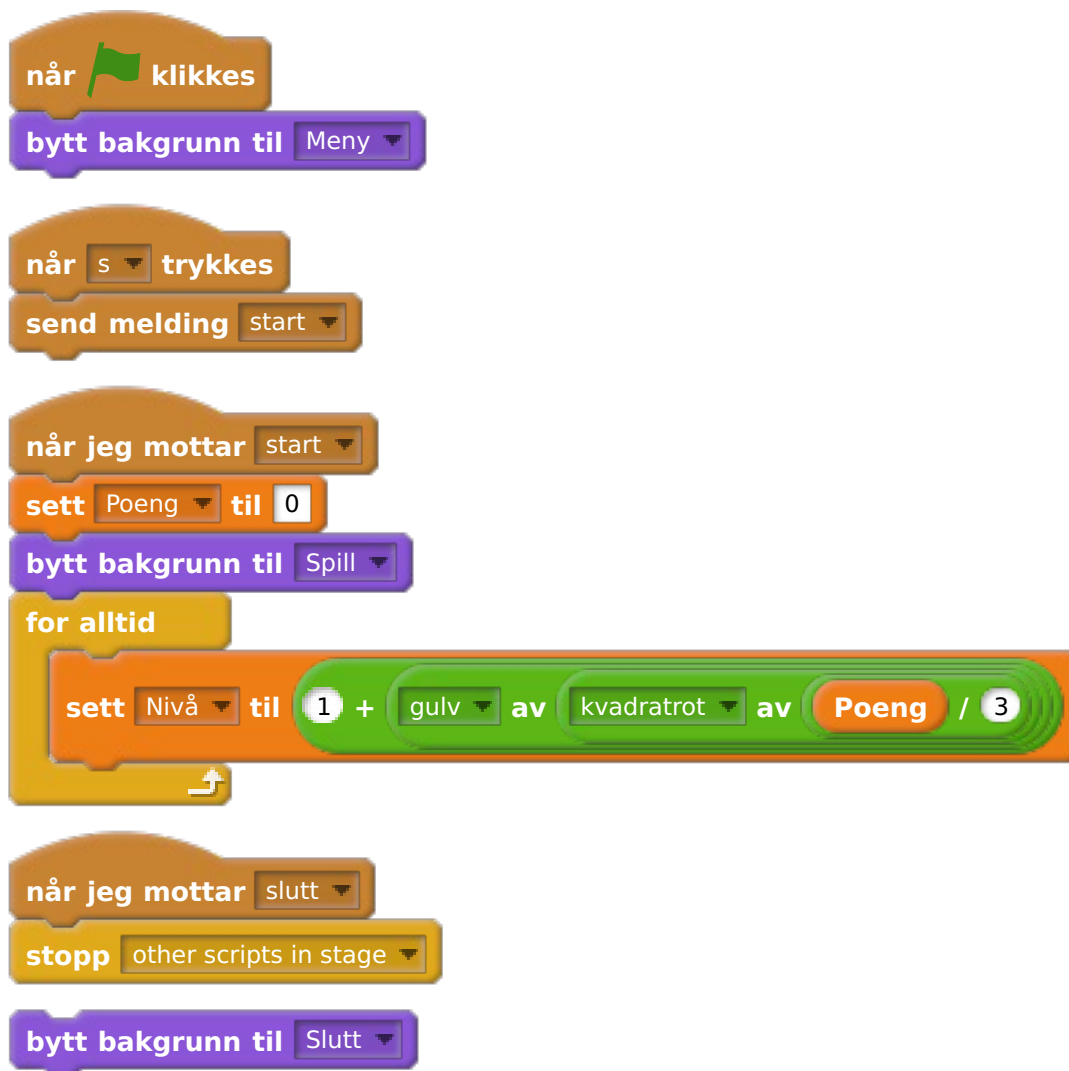 når klikkes
bytt bakgrunn til Meny
når s trykkes
send melding start
når jeg mottar start
sett Poeng til 0
bytt bakgrunn til Spill
for alltid
sett Nivå til 1 + gulv av kvadratrot av Poeng / 3
når jeg mottar slutt
stopp other scripts in stage
bytt bakgrunn til Slutt